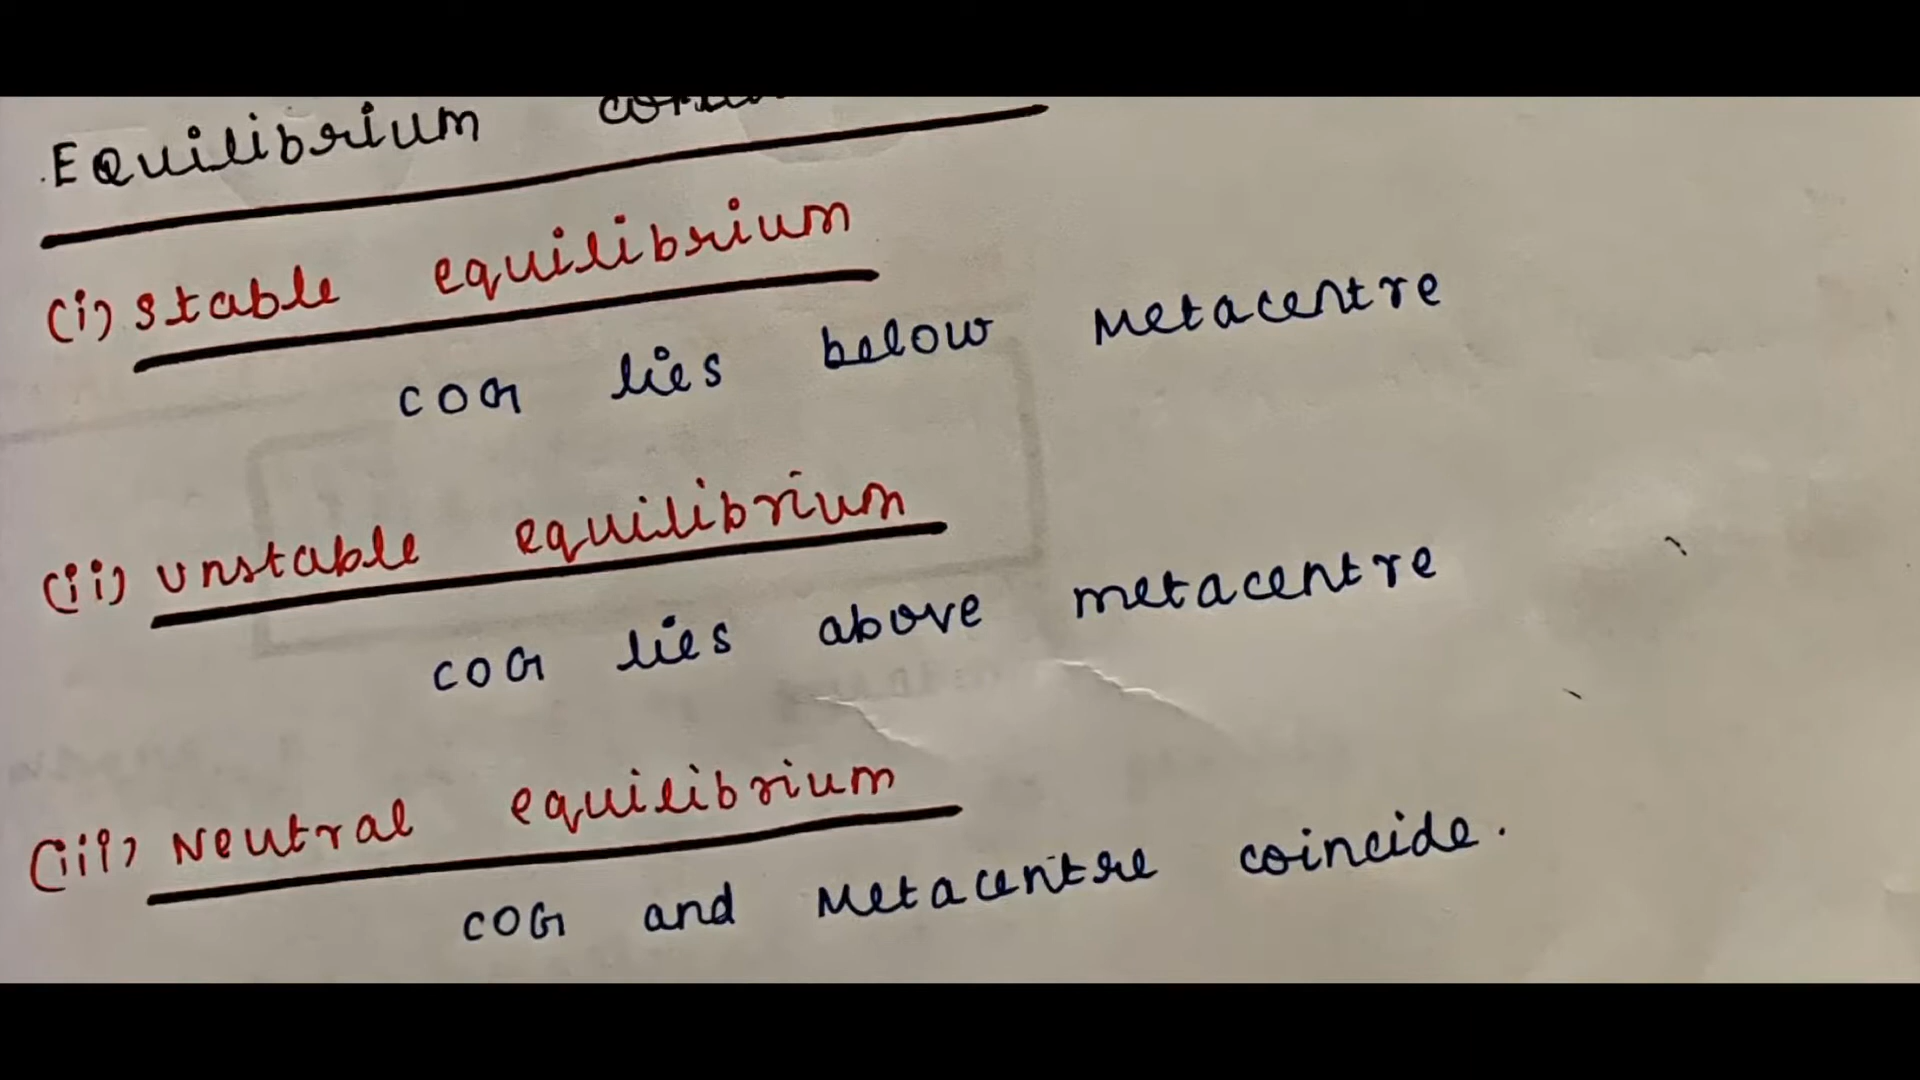 Equilibrium
(i) stable equilibrium
COG lies below Metacentre
(ii) unstable equilibrium
COG lies above metacentre
(iii) Neutral equilibrium
COG and Metacentre coincide.